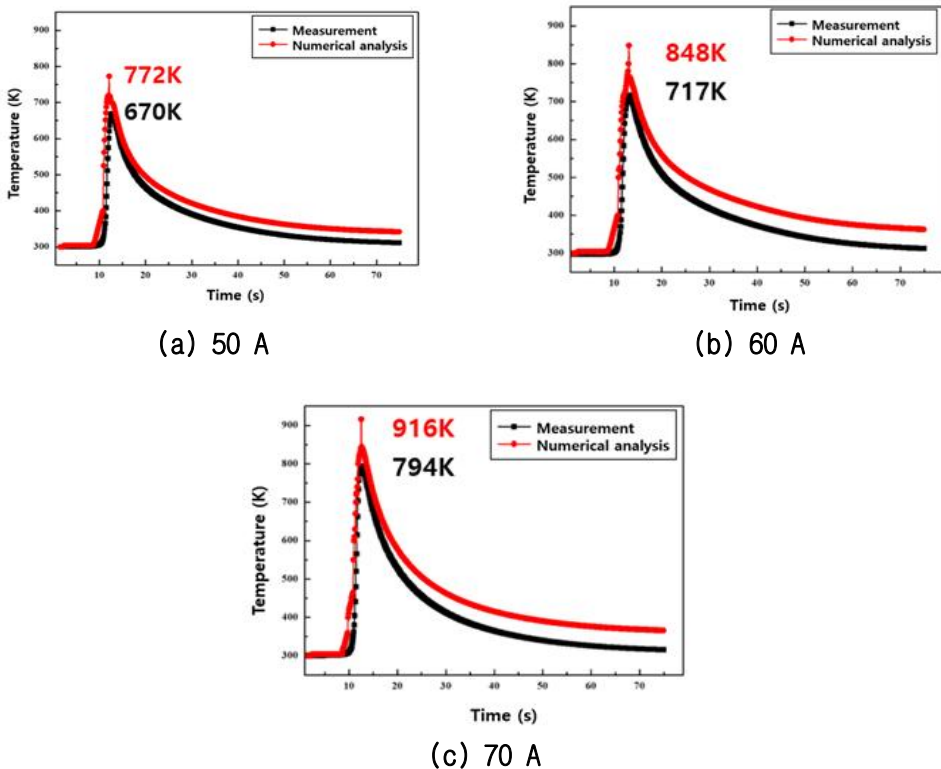 Measurement
Numerical analysis
772K
670K
Temperature (K)
900
800
700
600
500
400
300
10 20 30 40 50 60 70
Time (s)
(a) 50 A
Measurement
Numerical analysis
848K
717K
Temperature (K)
900
800
700
600
500
400
300
10 20 30 40 50 60 70
Time (s)
(b) 60 A
Measurement
Numerical analysis
916K
794K
Temperature (K)
900
800
700
600
500
400
300
10 20 30 40 50 60 70
Time (s)
(c) 70 A